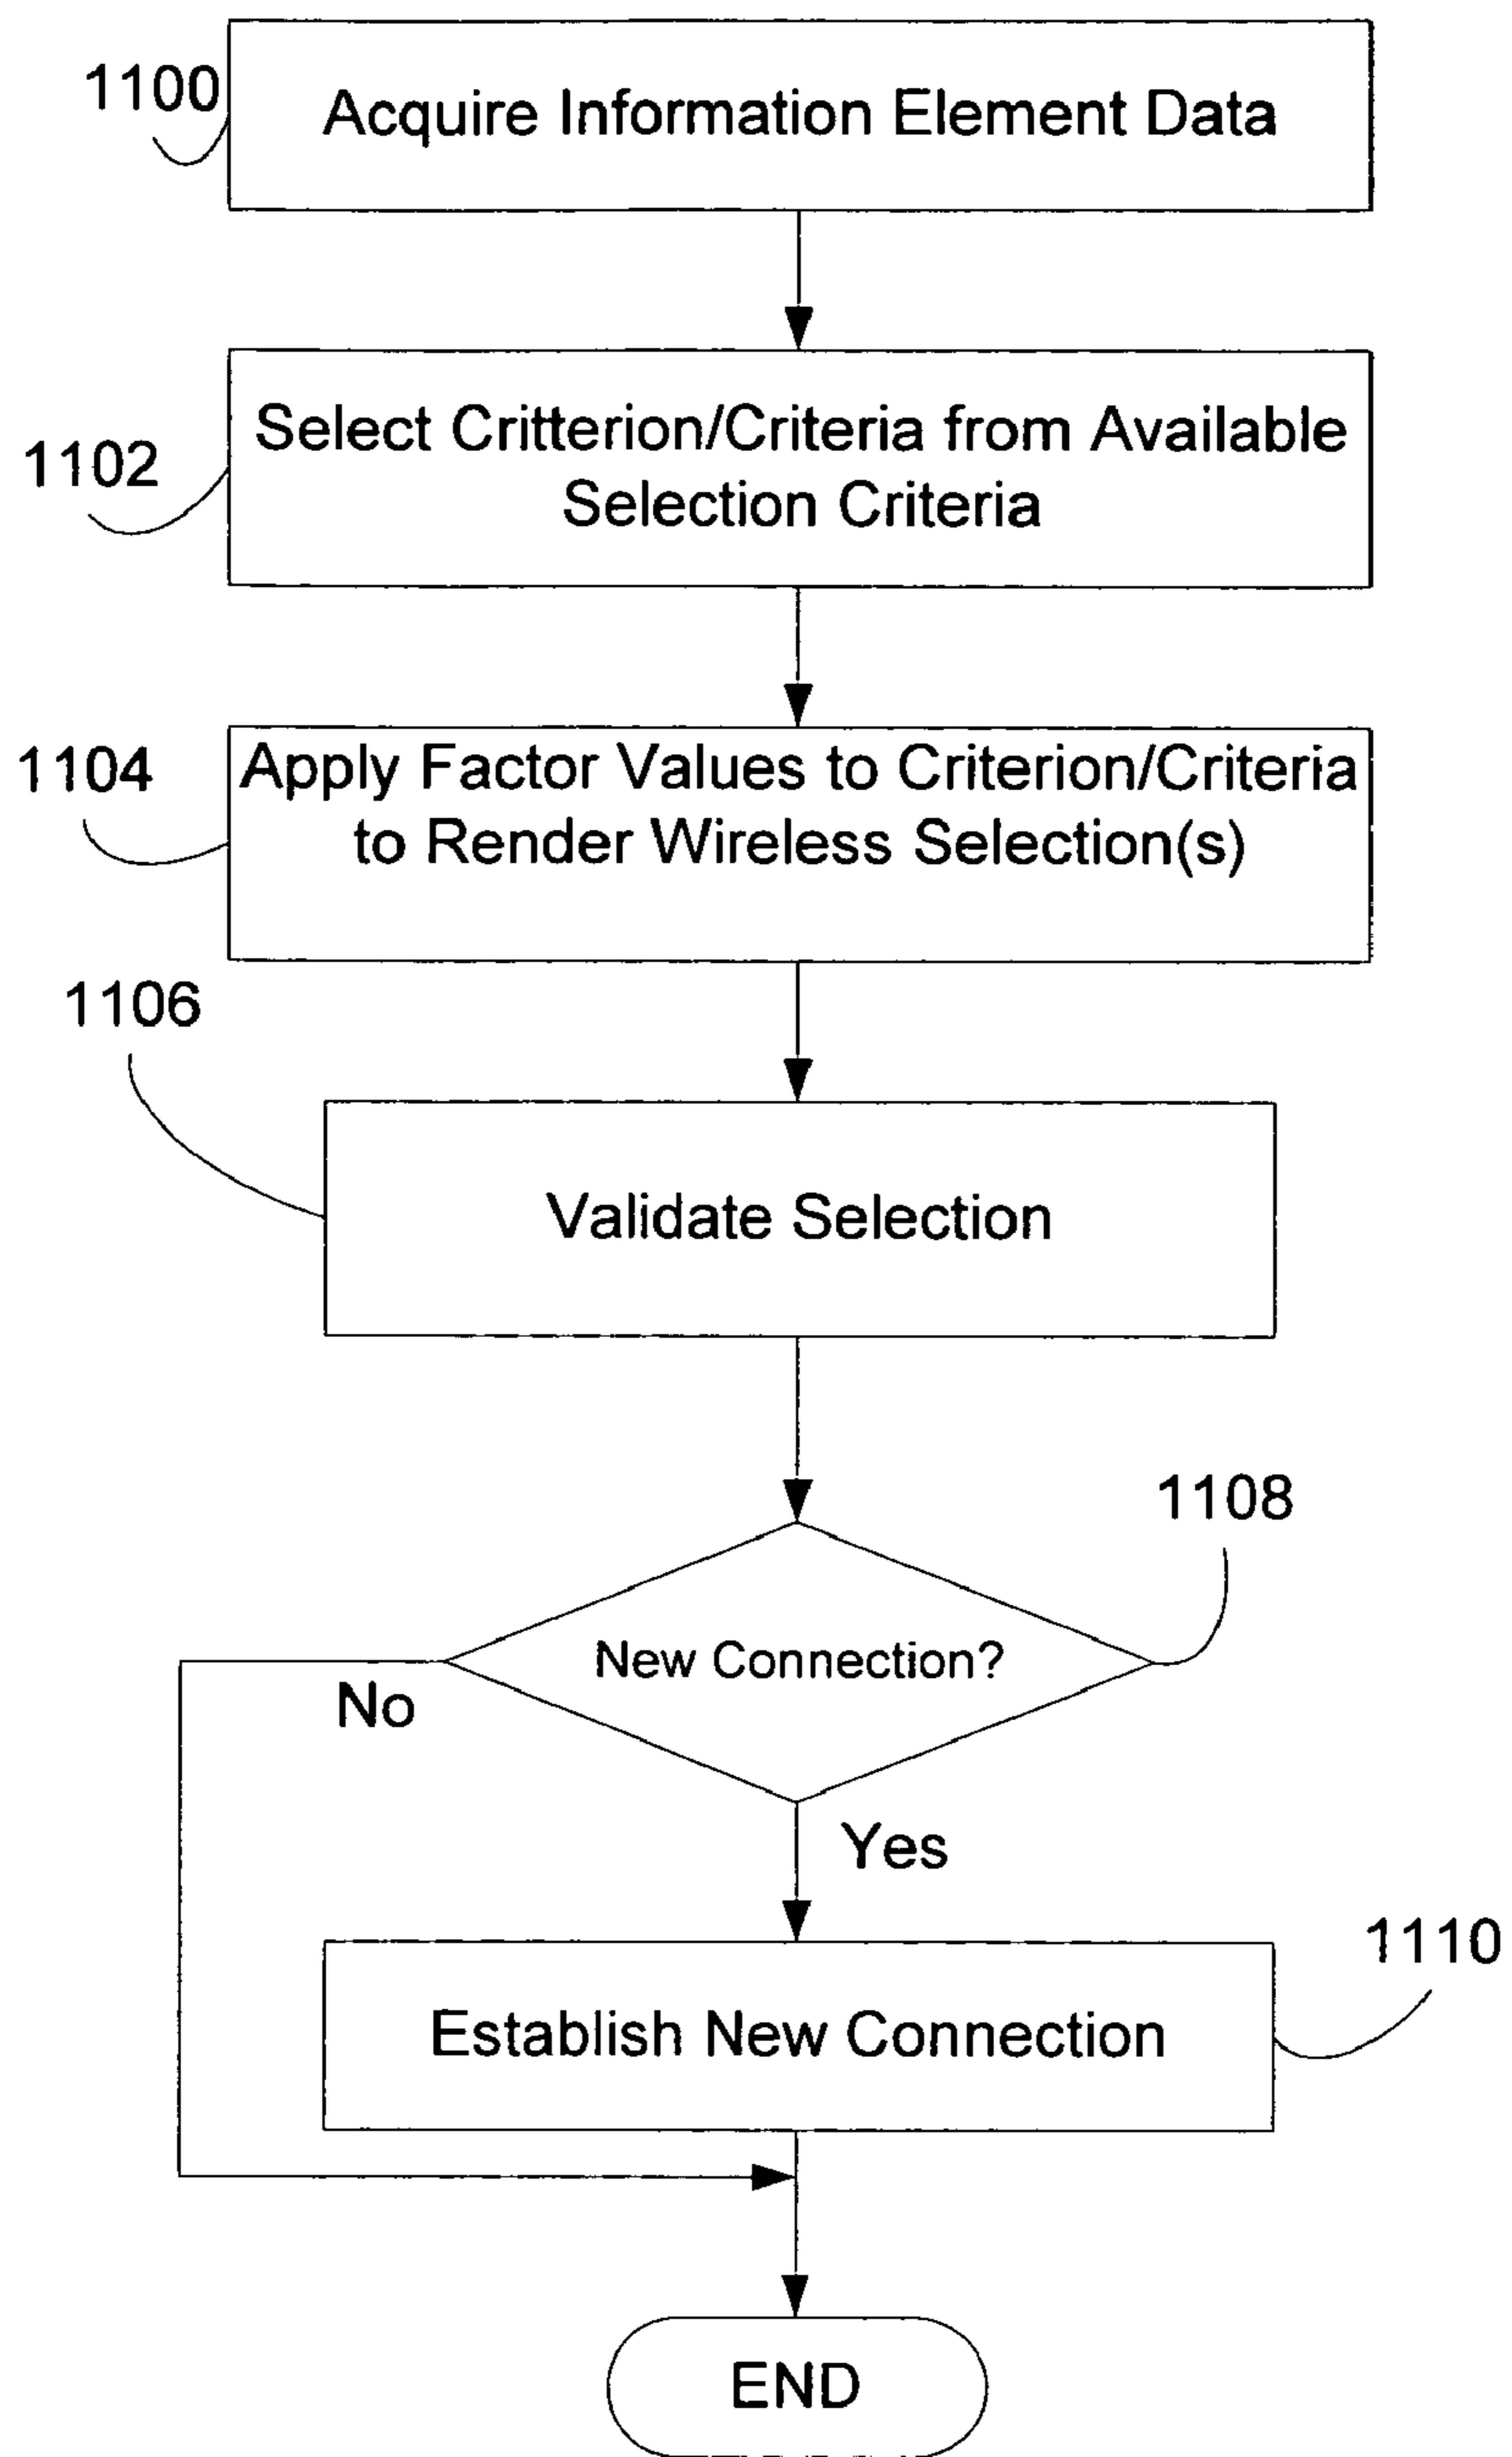 1100
Acquire Information Element Data
1102
Select Critterion/Criteria from Available
Selection Criteria
1104
Apply Factor Values to Criterion/Criteria
to Render Wireless Selection(s)
1106
Validate Selection
1108
New Connection?
No
Yes
1110
Establish New Connection
END